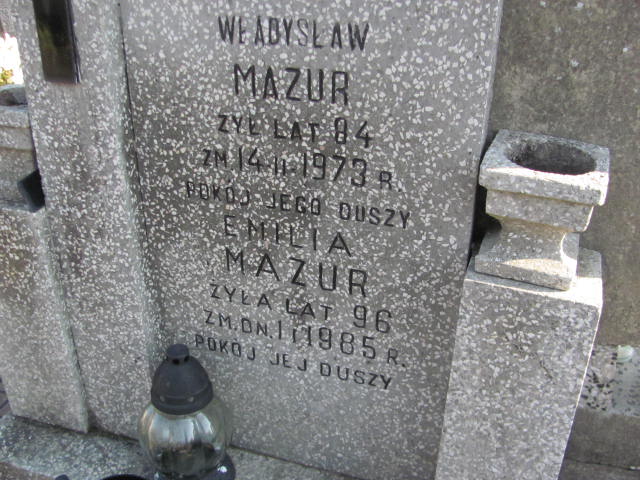 WŁADYSŁAW
MAZUR
ŻYŁ LAT 84
ZM. 14 II 1973 R.
POKÓJ JEGO DUSZY
EMILIA
MAZUR
ŻYŁA LAT 96
ZM. DN. 1 I 1985 R.
POKÓJ JEJ DUSZY